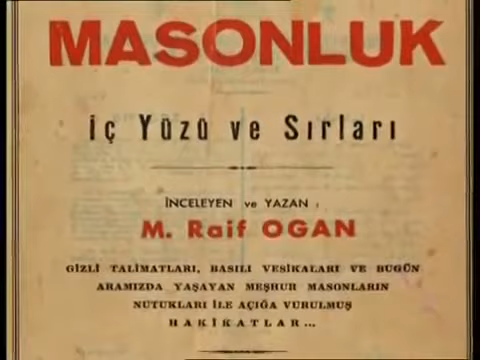 MASONLUK
İç Yüzü ve Sırları
İNCELEYEN ve YAZAN :
M. Raif OGAN
GİZLİ TALİMATLARI, BASILI VESİKALARI VE BUGÜN
ARAMIZDA YAŞAYAN MEŞHUR MASONLARIN
NUTUKLARI İLE AÇIĞA VURULMUŞ
HAKİKATLAR...